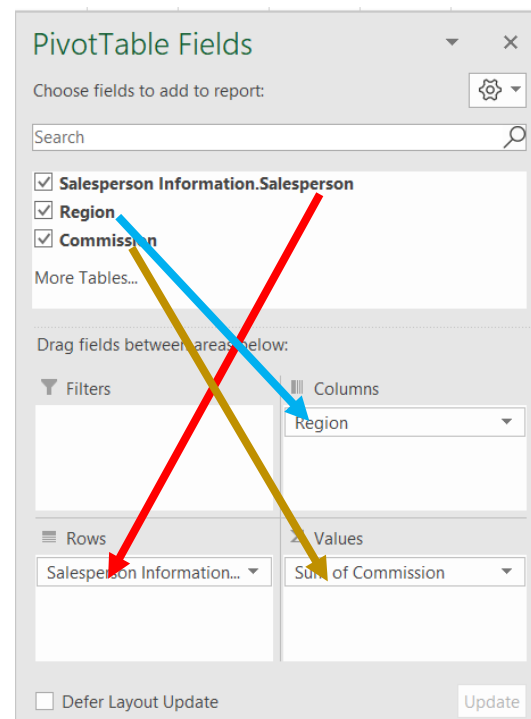 PivotTable Fields
Choose fields to add to report:
Search
Salesperson Information.Salesperson
Region
Commission
More Tables...
Drag fields between areas below:
Filters
Columns
Region
Rows
Values
Salesperson Information...
Sum of Commission
Defer Layout Update
Update